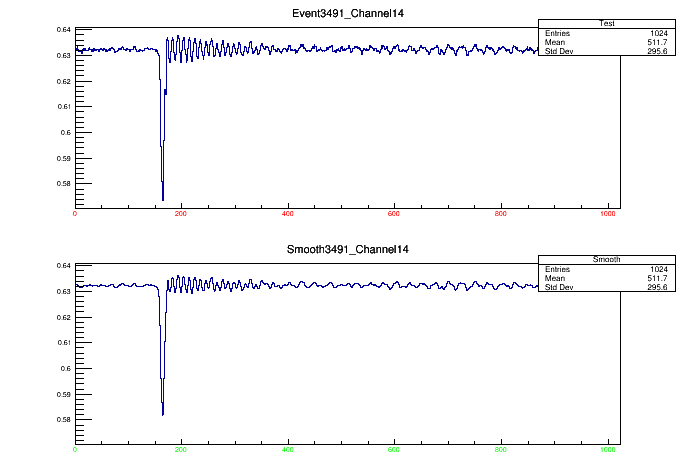 Event3491_Channel14
Test
Entries 1024
Mean 511.7
Std Dev 295.6
0.64
0.63
0.62
0.61
0.6
0.59
0.58
0 200 400 600 800 1000
Smooth3491_Channel14
Smooth
Entries 1024
Mean 511.7
Std Dev 295.6
0.64
0.63
0.62
0.61
0.6
0.59
0.58
0 200 400 600 800 1000